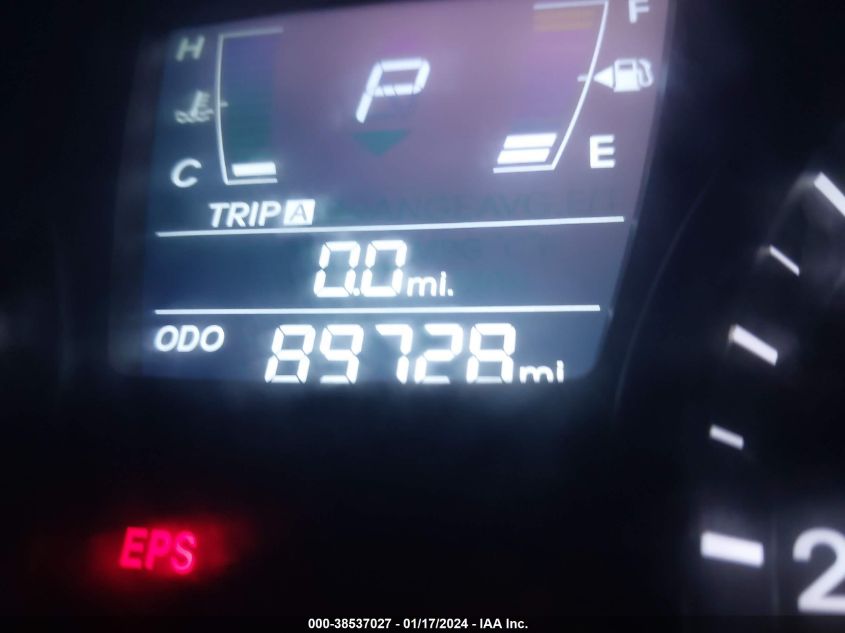 H F
P
C E
TRIP A
0.0 mi.
ODO 89728 mi
EPS
2
000-38537027 - 01/17/2024 - IAA Inc.